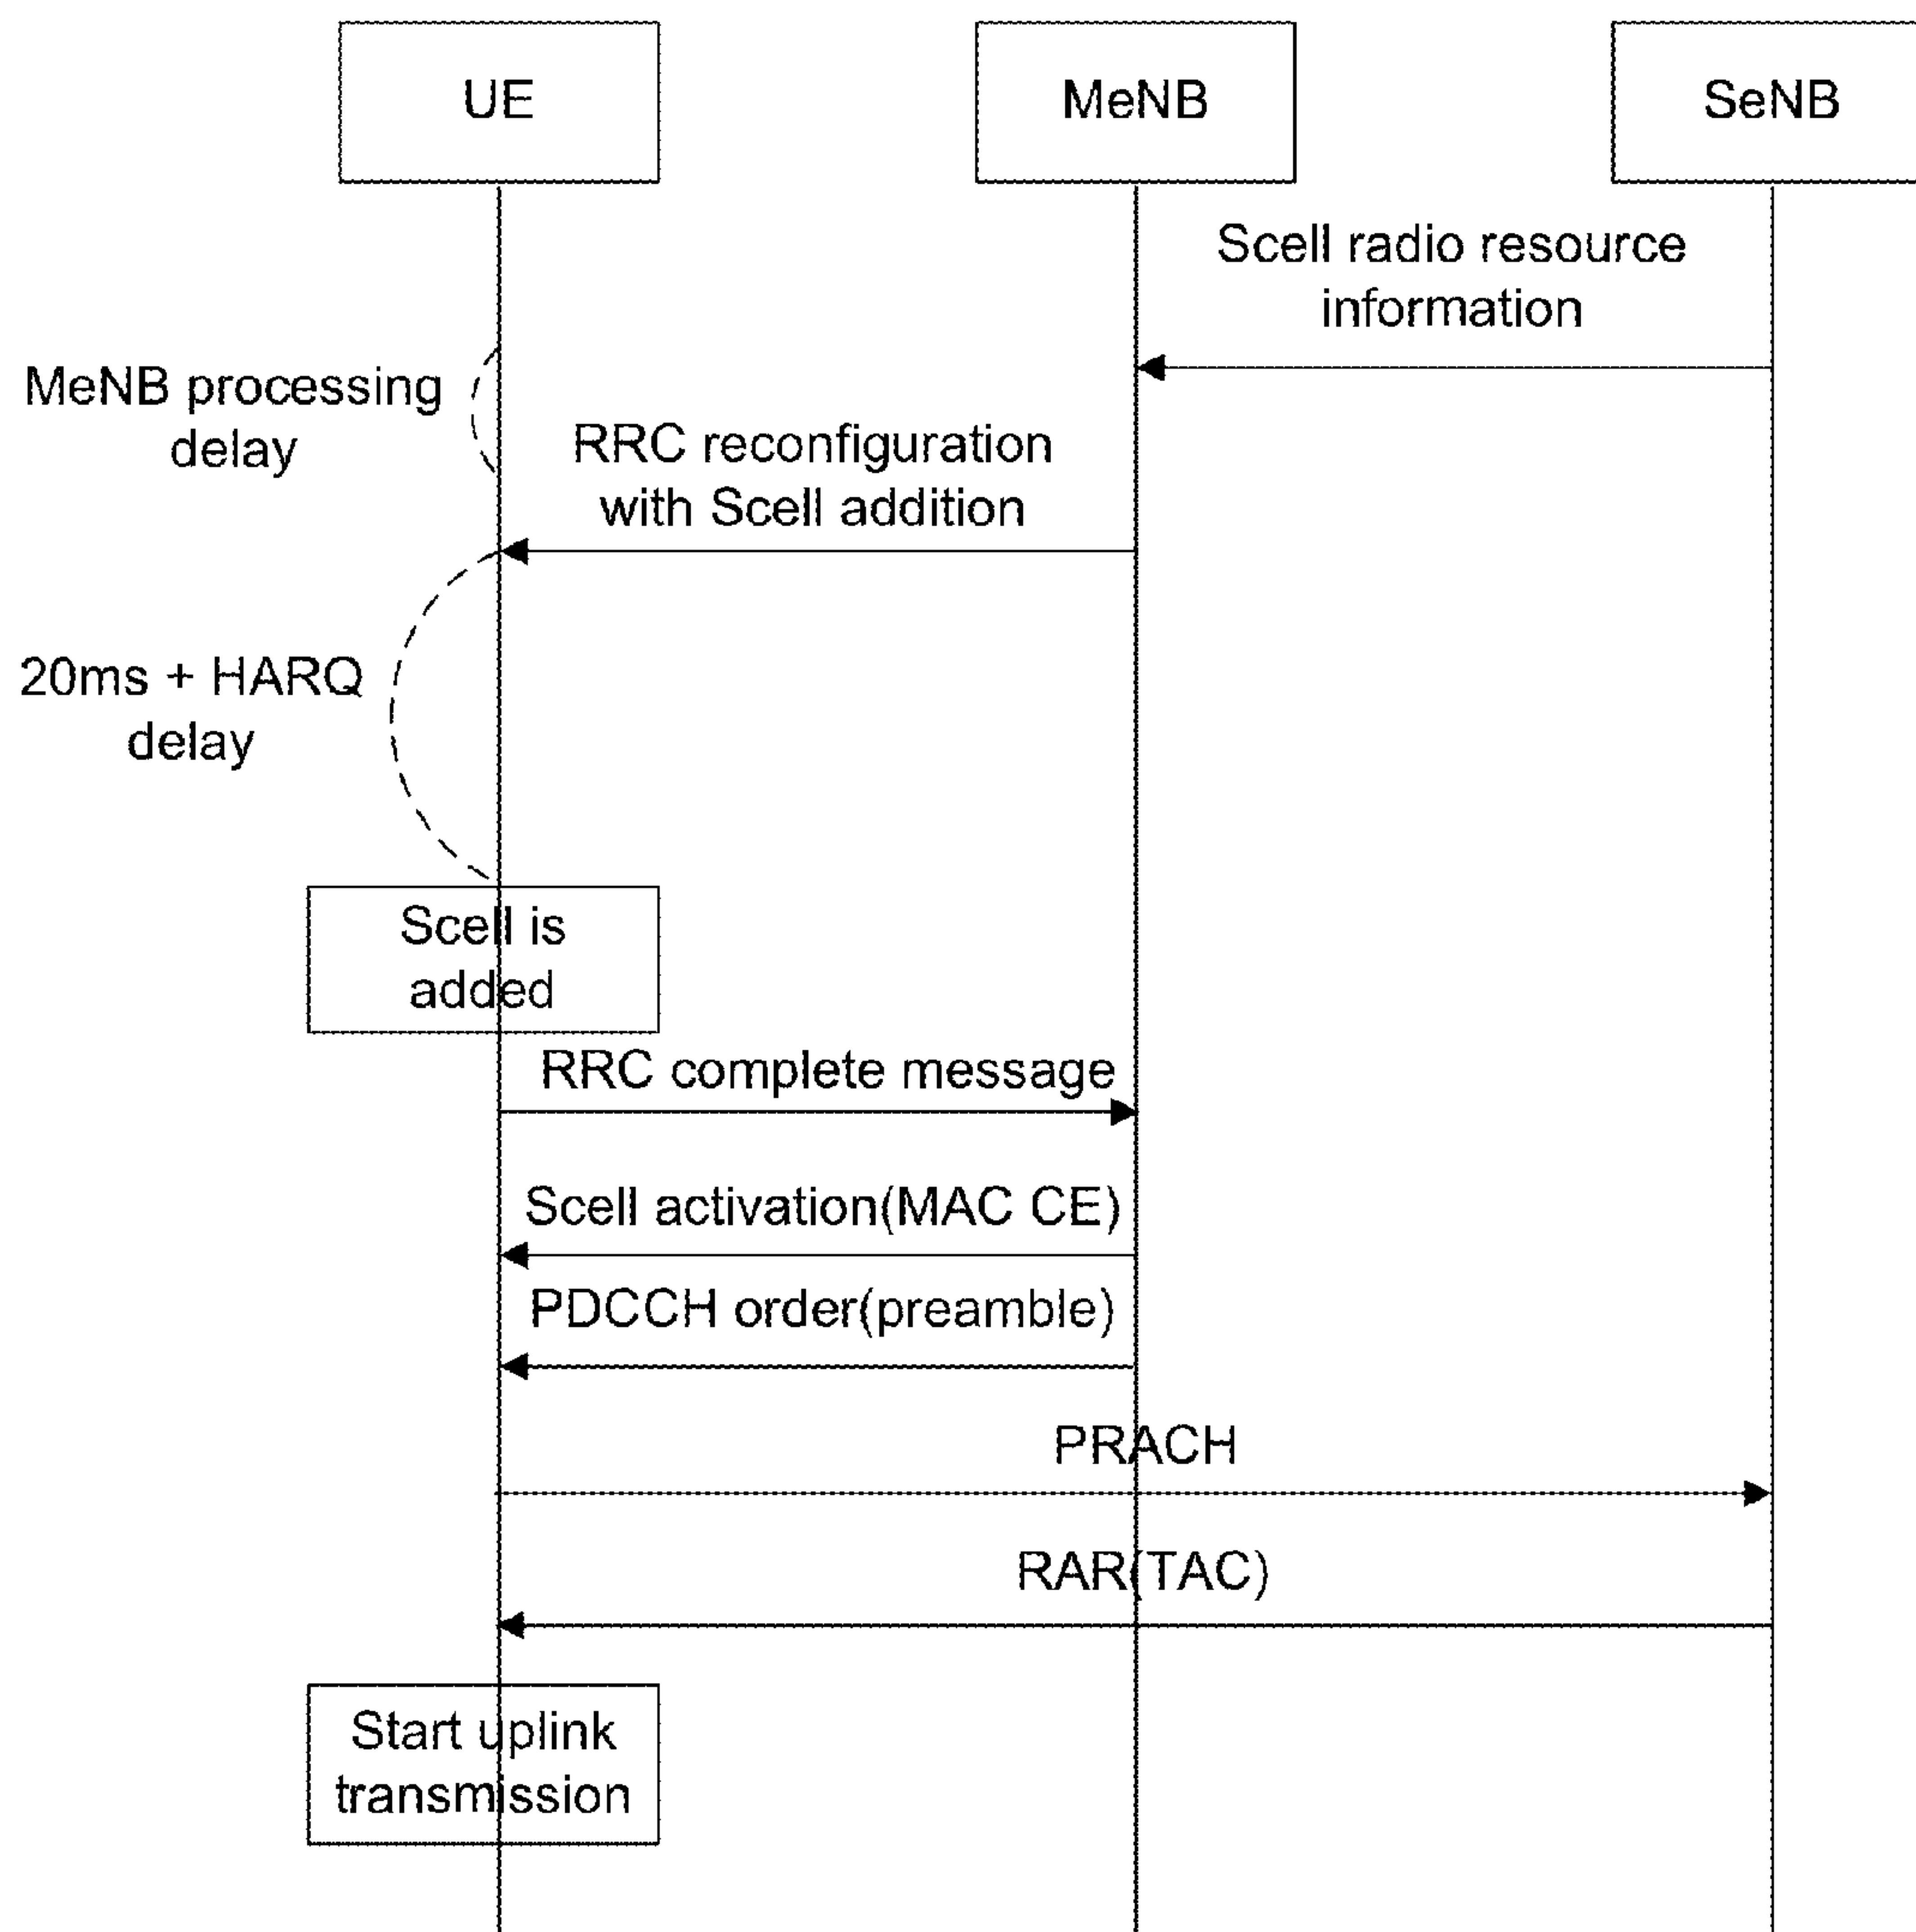 UE
MeNB
SeNB
Scell radio resource
information
MeNB processing
delay
RRC reconfiguration
with Scell addition
20ms + HARQ
delay
Scell is
added
RRC complete message
Scell activation(MAC CE)
PDCCH order(preamble)
PRACH
RAR(TAC)
Start uplink
transmission